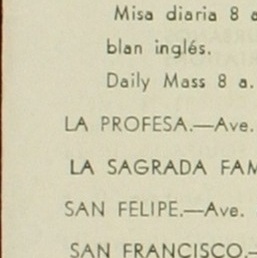 Misa diaria 8 a
blan inglés.
Daily Mass 8 a.
LA PROFESA.—Ave.
LA SAGRADA FAM
SAN FELIPE.—Ave.
SAN FRANCISCO.—